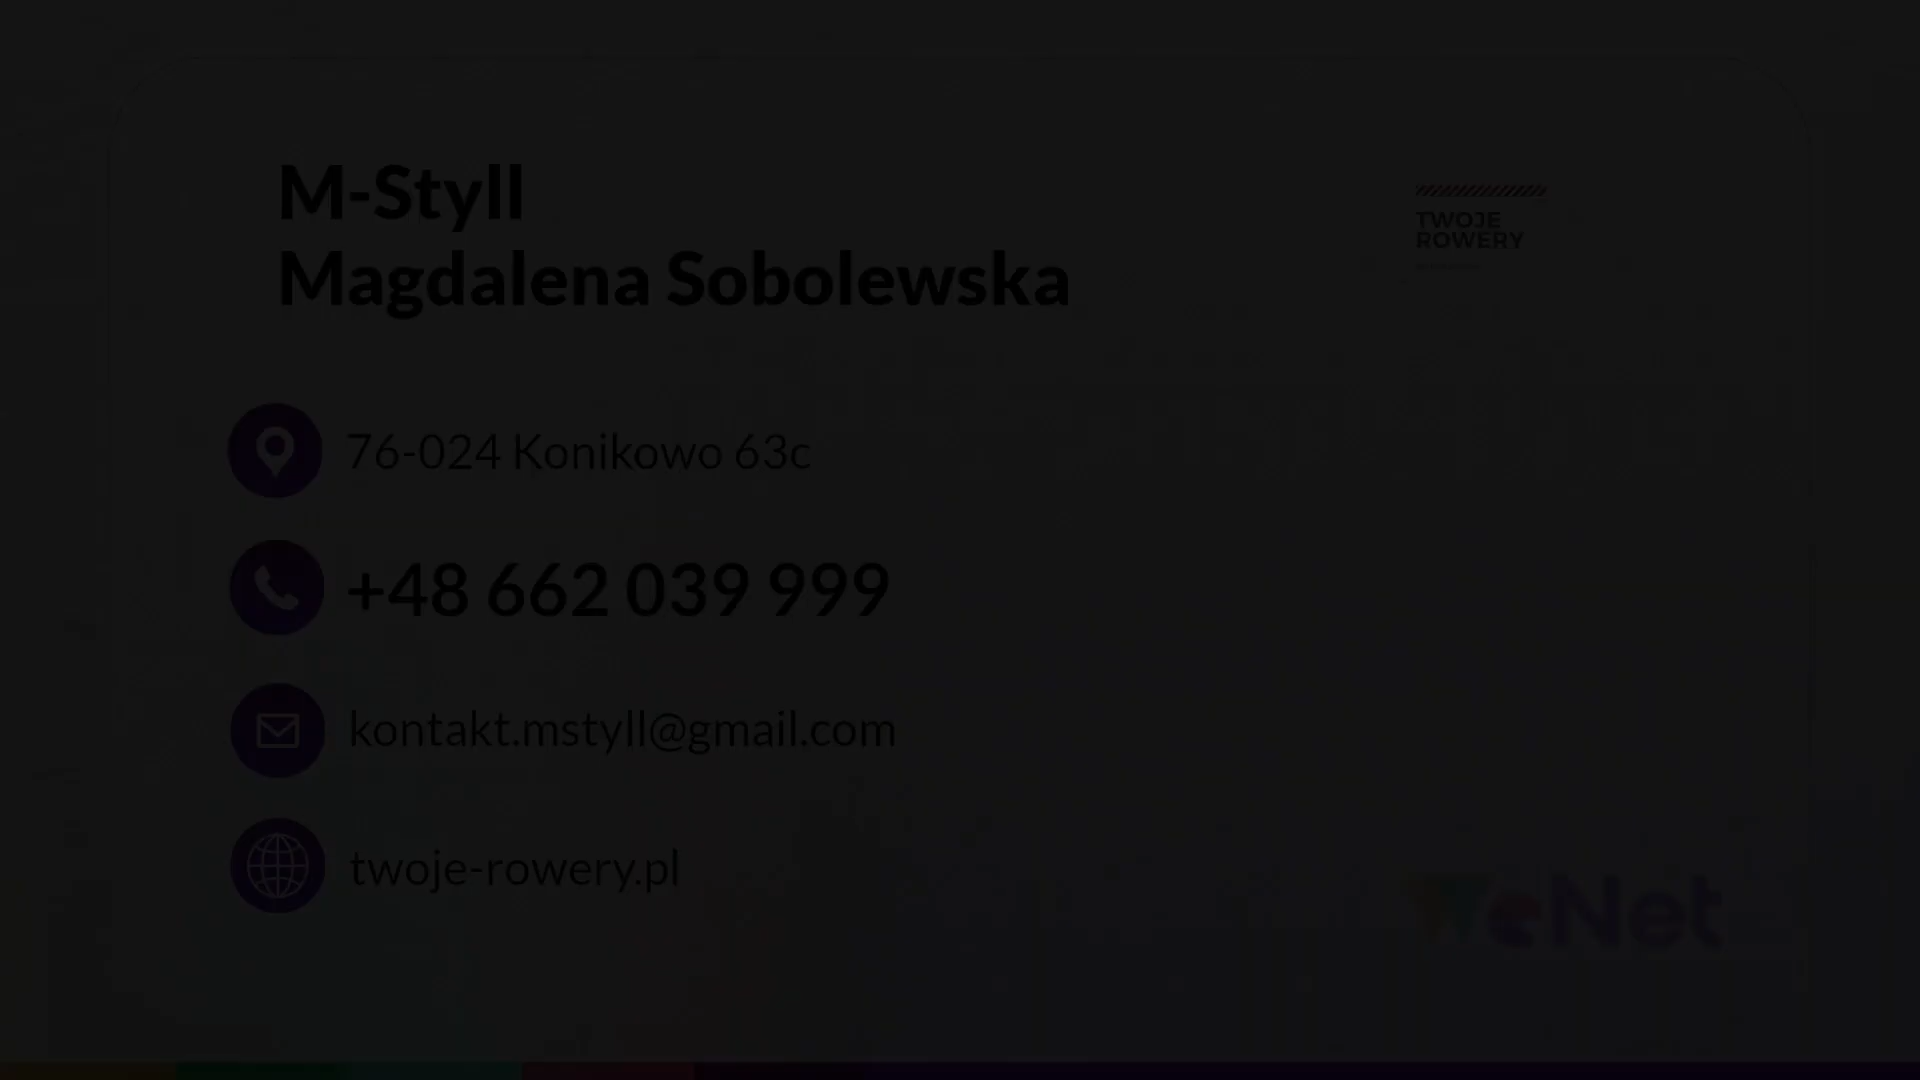 M-Styll
Magdalena Sobolewska
TWOJE
ROWERY
76-024 Konikowo 63c
+48 662 039 999
kontakt.mstyll@gmail.com
twoje-rowery.pl
WeNet